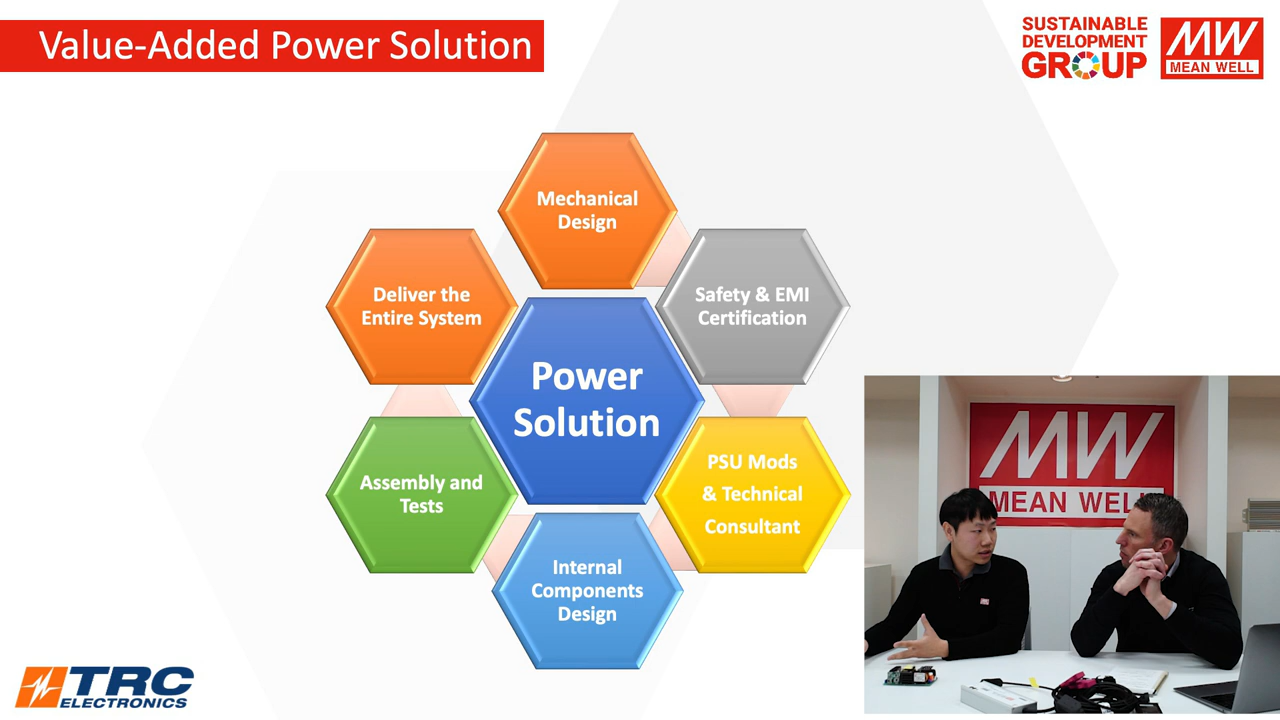 Value-Added Power Solution
SUSTAINABLE
DEVELOPMENT
GROUP
MW
MEAN WELL
Mechanical
Design
Deliver the
Entire System
Safety & EMI
Certification
Power
Solution
Assembly and
Tests
PSU Mods
& Technical
Consultant
Internal
Components
Design
MW
MEAN WELL
TRC
ELECTRONICS